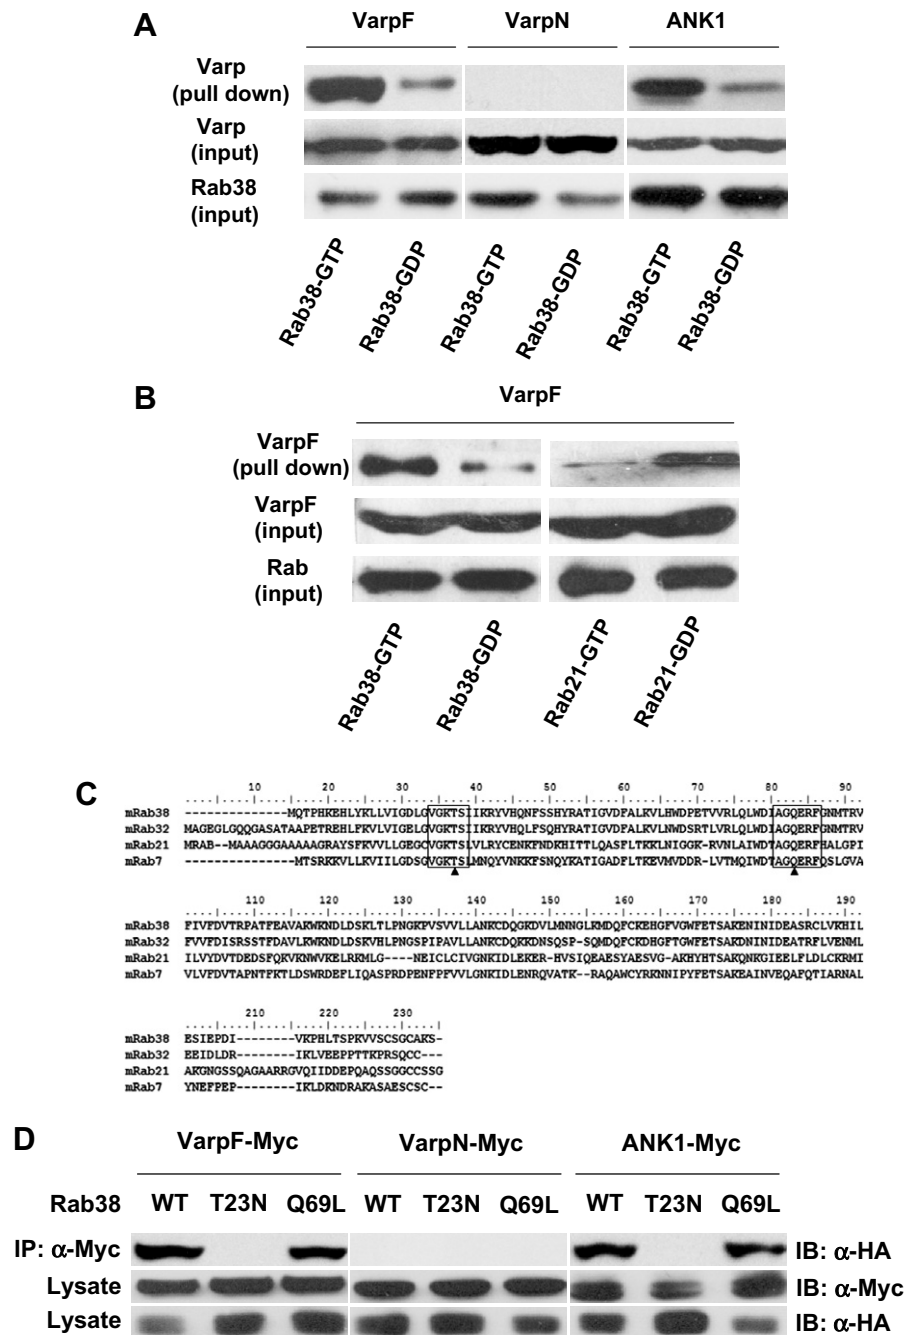 A
VarpF VarpN ANK1
Varp
(pull down)
Varp
(input)
Rab38
(input)
Rab38-GTP Rab38-GDP Rab38-GTP Rab38-GDP Rab38-GTP Rab38-GDP
B
VarpF
VarpF
(pull down)
VarpF
(input)
Rab
(input)
Rab38-GTP Rab38-GDP Rab21-GTP Rab21-GDP
C
10 20 30 40 50 60 70 80 90
mRab38 --------------MQTPHKEHLYKLLVIGDLGVGKTSIIKRYVHQNFSSHYRATIGVDFALKVLHWDPETVVRLQLWDIAGQERFGNMTRV
mRab32 MAGEGLGQQGASATAAPETREHLFKVLVIGELGVGKTSIIKRYVHQLFSQHYRATIGVDFALKVLNWDSRTLVRLQLWDIAGQERFGNMTRV
mRab21 MRAB--MAAAGGGAAAAAGRAYSFKVVLLGEGCVGKTSLVLRYCENKFNDKHITTLQASFLTKKLNIGGK-RVNLAIWDTAGQERFHALGPI
mRab7 --------------MTSRKKVLLKVIILGDSGVGKTSLMNQYVNKKFSNQYKATIGADFLTKEVMVDDR-LVTMQIWDTAGQERFQSLGVA
110 120 130 140 150 160 170 180 190
mRab38 FIVFDVTRPATFEAVAKWKNDLDSKLTLPNGKPVSVVLLANKCDQGKDVLMNNGLKMDQFCKEHGFVGWFETSAKENINIDEASRCLVKHIL
mRab32 FVVFDISRSSTFDAVLKWKNDLDSKVHLPNGSPIPAVLLANKCDQKKDNSQSP-SQMDQFCKDHGFTGWFETSAKDNINIDEATRFLVENML
mRab21 ILVYDVTDEDSFQKVKNWVKELRKMLG----NEICLCIVGNKIDLEKER-HVSIQEAESYAESVG-AKHYHTSAKQNKGIEELFLDLCKRMI
mRab7 VLVFDVTAPNTFKTLDSWRDEFLIQASPRDPENFPFVVLGNKIDLENRQVATK--RAQAWCYRKNNIPYFETSAKEAINVEQAFQTIARNAL
210 220 230
mRab38 ESIEPDI-------VKPHLTSPKVVSCSGCAKS-
mRab32 EEIDLDR-------IKLVEEPPTTKPRSQCC---
mRab21 AKGNGSSQAGAARRGVQIIDDEPQAQSSGGCCSSG
mRab7 YNEFPEP-------IKLDKNDRAKASAESCSC--
D
VarpF-Myc VarpN-Myc ANK1-Myc
Rab38 WT T23N Q69L WT T23N Q69L WT T23N Q69L
IP: α-Myc IB: α-HA
Lysate IB: α-Myc
Lysate IB: α-HA